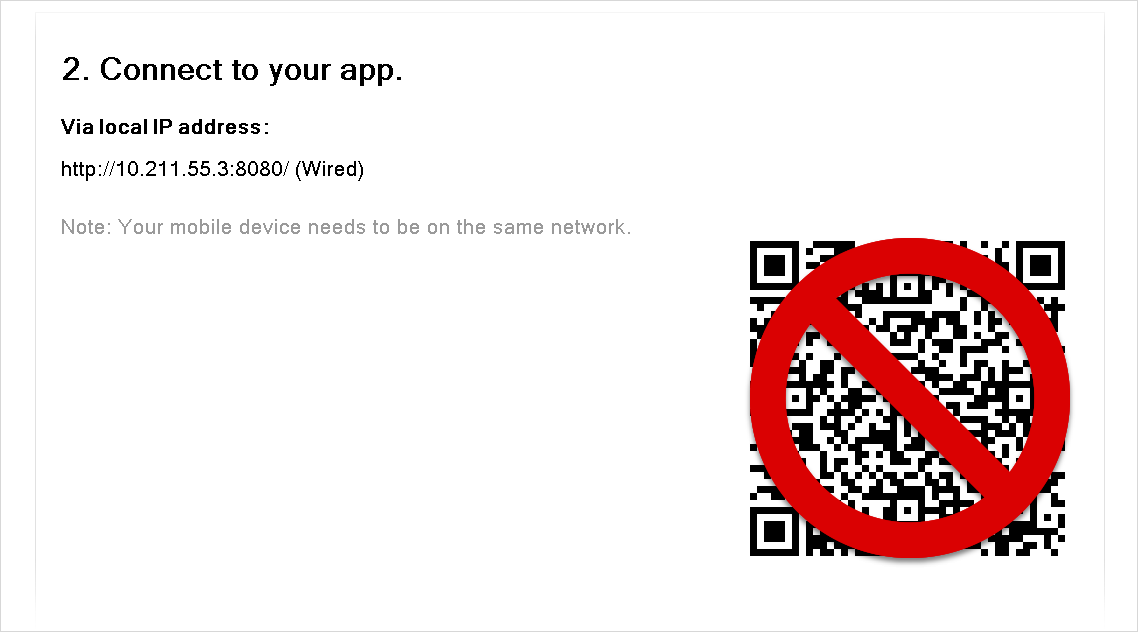 2. Connect to your app.
Via local IP address:
http://10.211.55.3:8080/ (Wired)
Note: Your mobile device needs to be on the same network.